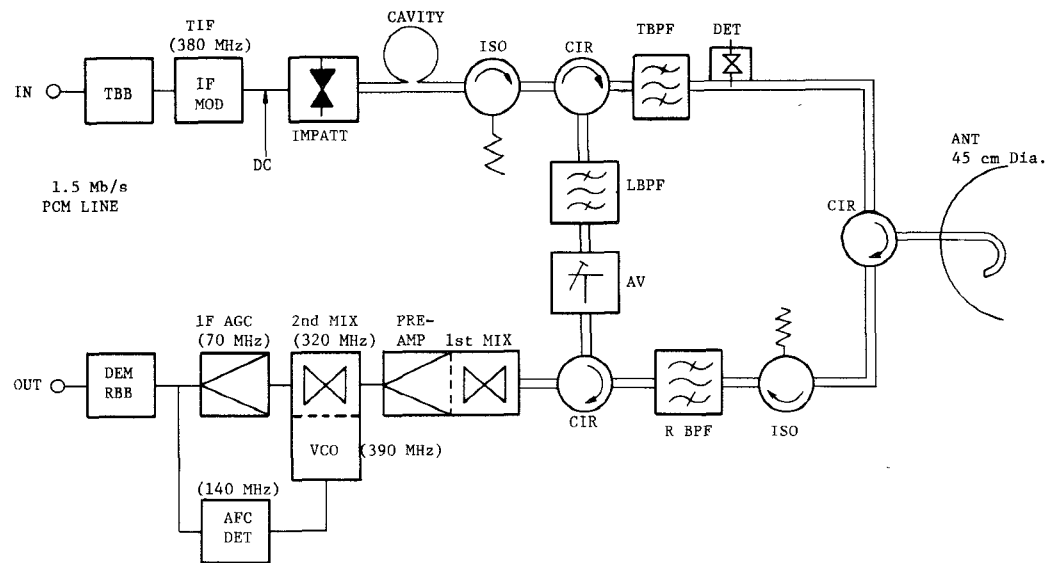 CAVITY
TIF
(380 MHz)
ISO
CIR
TBPF
DET
IN
TBB
IF
MOD
IMPATT
DC
ANT
45 cm Dia.
1.5 Mb/s
PCM LINE
LBPF
CIR
AV
1F AGC
(70 MHz)
2nd MIX
(320 MHz)
PRE-
AMP
1st MIX
OUT
DEM
RBB
CIR
R BPF
ISO
VCO
(390 MHz)
(140 MHz)
AFC
DET